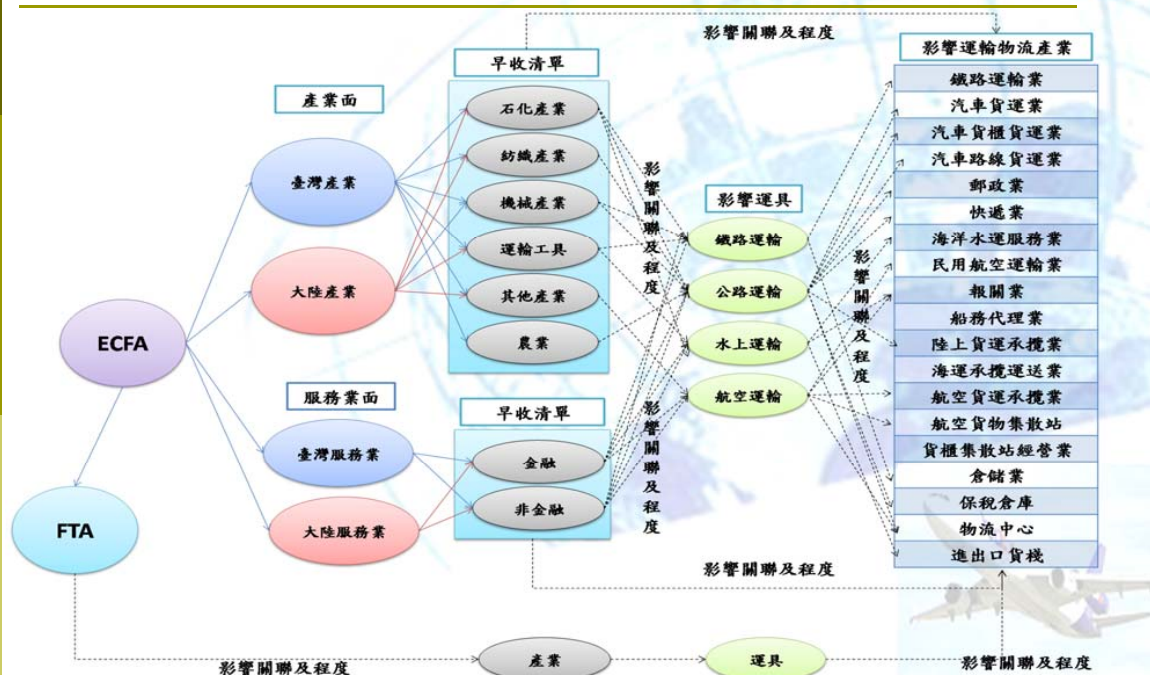 影響關聯及程度
早收清單
影響運輸物流產業
產業面
石化產業
紡織產業
機械產業
運輸工具
其他產業
農業
臺灣產業
大陸產業
影響關聯及程度
影響運具
鐵路運輸
公路運輸
水上運輸
航空運輸
影響關聯及程度
鐵路運輸業
汽車貨運業
汽車貨櫃貨運業
汽車路線貨運業
郵政業
快遞業
海洋水運服務業
民用航空運輸業
報關業
船務代理業
陸上貨運承攬業
海運承攬運送業
航空貨運承攬業
航空貨物集散站
貨櫃集散站經營業
倉儲業
保稅倉庫
物流中心
進出口貨棧
ECFA
服務業面
早收清單
臺灣服務業
大陸服務業
金融
非金融
影響關聯及程度
FTA
影響關聯及程度
影響關聯及程度
產業
運具
影響關聯及程度